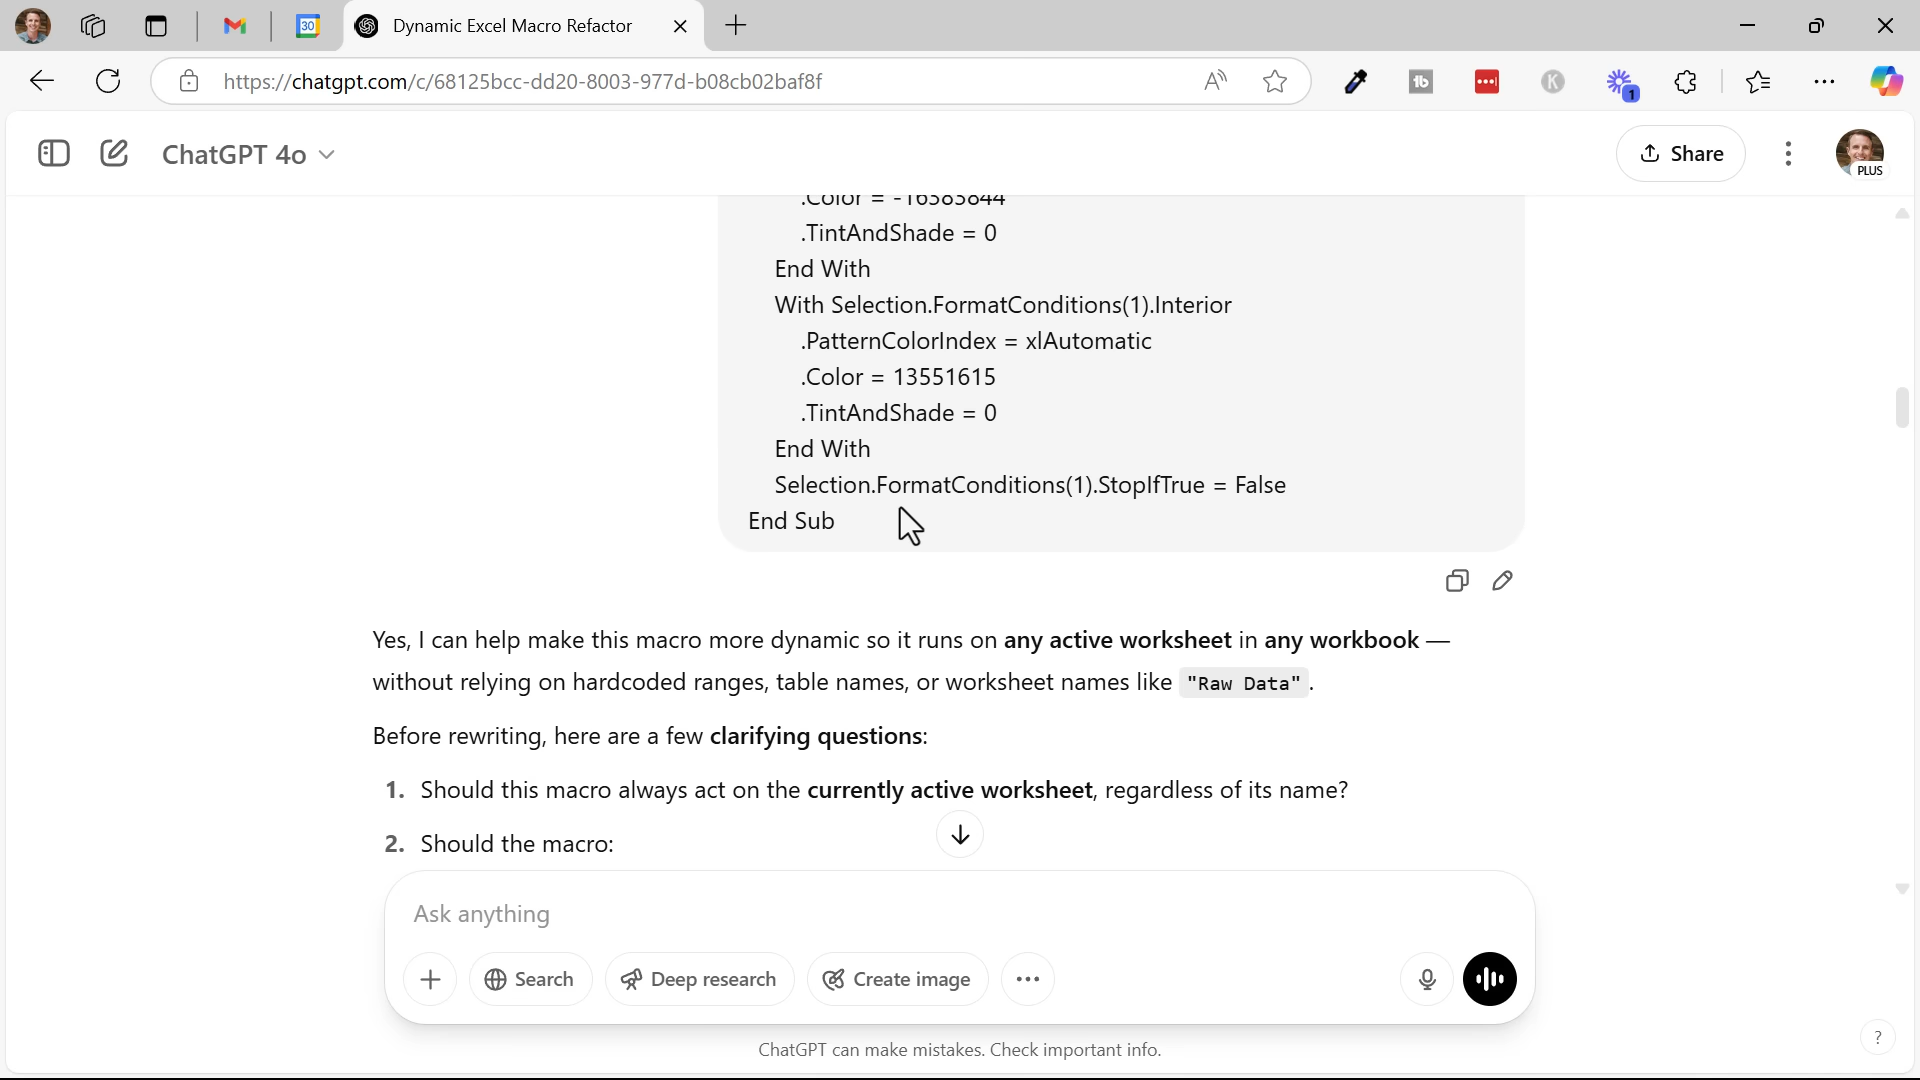 30
Dynamic Excel Macro Refactor
https://chatgpt.com/c/68125bcc-dd20-8003-977d-b08cb02baf8f
A
tb
K
1
ChatGPT 4o
Share
PLUS
.Color = -16383844
.TintAndShade = 0
End With
With Selection.FormatConditions(1).Interior
.PatternColorIndex = xlAutomatic
.Color = 13551615
.TintAndShade = 0
End With
Selection.FormatConditions(1).StopIfTrue = False
End Sub
Yes, I can help make this macro more dynamic so it runs on any active worksheet in any workbook —
without relying on hardcoded ranges, table names, or worksheet names like "Raw Data".
Before rewriting, here are a few clarifying questions:
1. Should this macro always act on the currently active worksheet, regardless of its name?
2. Should the macro:
Ask anything
Search
Deep research
Create image
ChatGPT can make mistakes. Check important info.
?